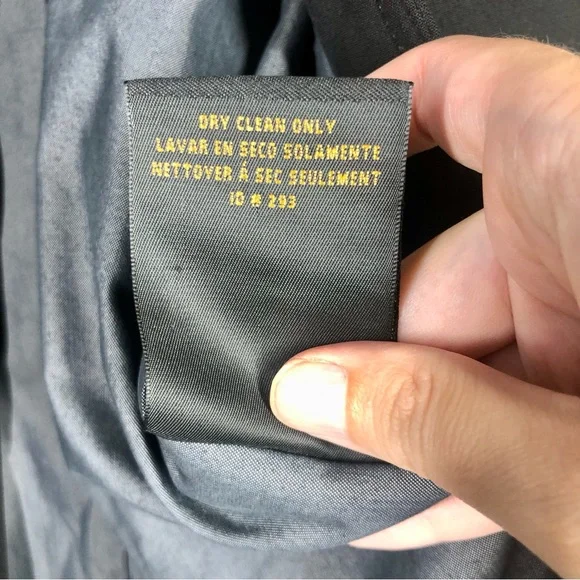 DRY CLEAN ONLY
LAVAR EN SECO SOLAMENTE
NETTOYER Á SEC SEULEMENT
ID # 293